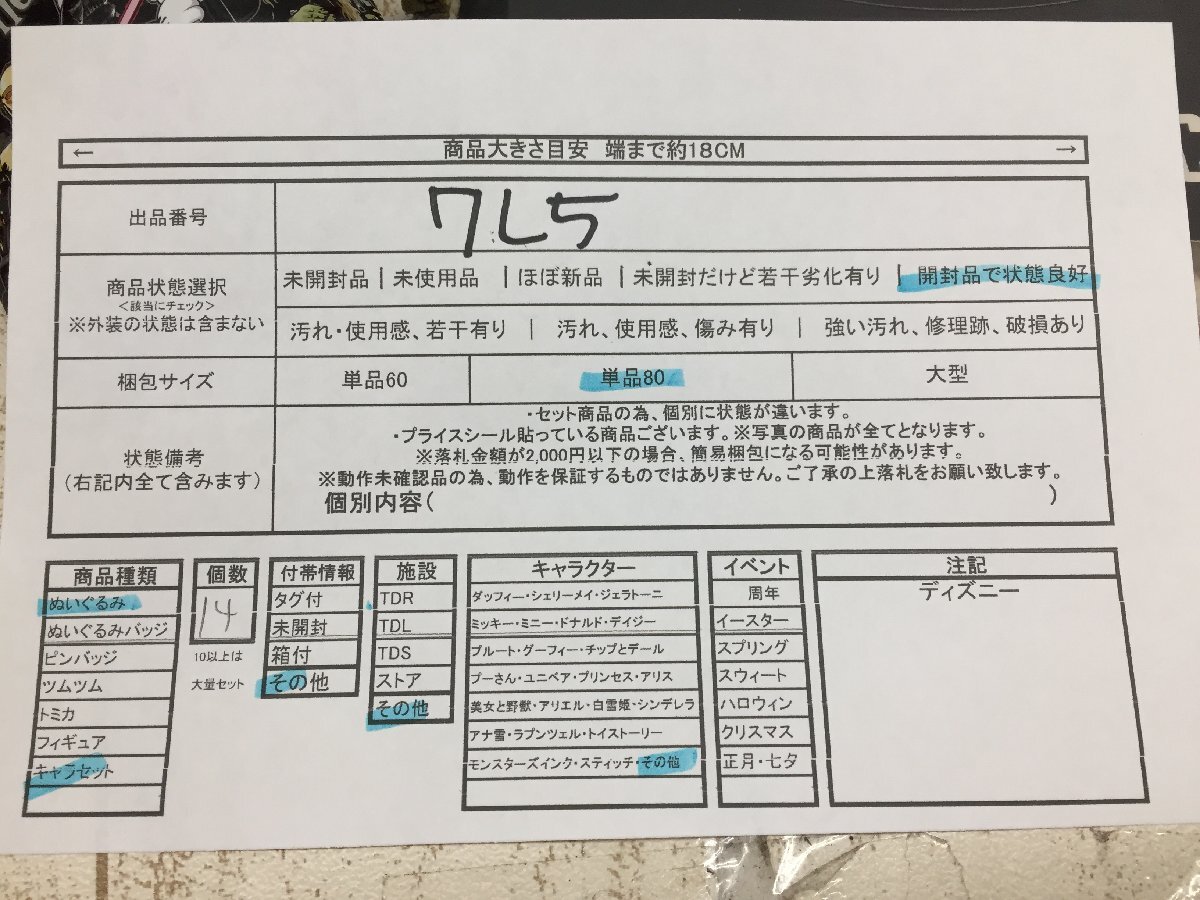 ← 商品大きさ目安 端まで約18CM →
出品番号 7L5
商品状態選択
<該当にチェック>
※外装の状態は含まない
未開封品 | 未使用品 | ほぼ新品 | 未開封だけど若干劣化有り | 開封品で状態良好
汚れ・使用感、若干有り | 汚れ、使用感、傷み有り | 強い汚れ、修理跡、破損あり
梱包サイズ 単品60 単品80 大型
状態備考
(右記内全て含みます)
・セット商品の為、個別に状態が違います。
・プライスシール貼っている商品ございます。※写真の商品が全てとなります。
※落札金額が2,000円以下の場合、簡易梱包になる可能性があります。
※動作未確認品の為、動作を保証するものではありません。ご了承の上落札をお願い致します。
個別内容( )
商品種類
ぬいぐるみ
ぬいぐるみバッジ
ピンバッジ
ツムツム
トミカ
フィギュア
キャラセット
個数
14
10以上は
大量セット
付帯情報
タグ付
未開封
箱付
その他
施設
TDR
TDL
TDS
ストア
その他
キャラクター
ダッフィー・シェリーメイ・ジェラトーニ
ミッキー・ミニー・ドナルド・デイジー
プルート・グーフィー・チップとデール
プーさん・ユニベア・プリンセス・アリス
美女と野獣・アリエル・白雪姫・シンデレラ
アナ雪・ラプンツェル・トイストーリー
モンスターズインク・スティッチ・その他
イベント
周年
イースター
スプリング
スウィート
ハロウィン
クリスマス
正月・七夕
注記
ディズニー